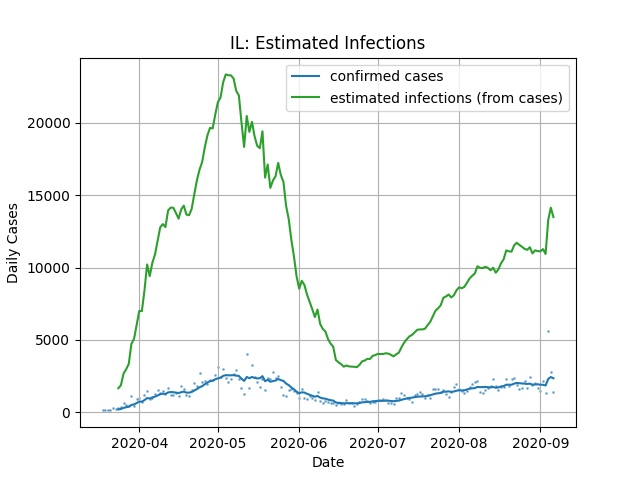 IL: Estimated Infections
confirmed cases
estimated infections (from cases)
Daily Cases
20000
15000
10000
5000
0
2020-04 2020-05 2020-06 2020-07 2020-08 2020-09
Date